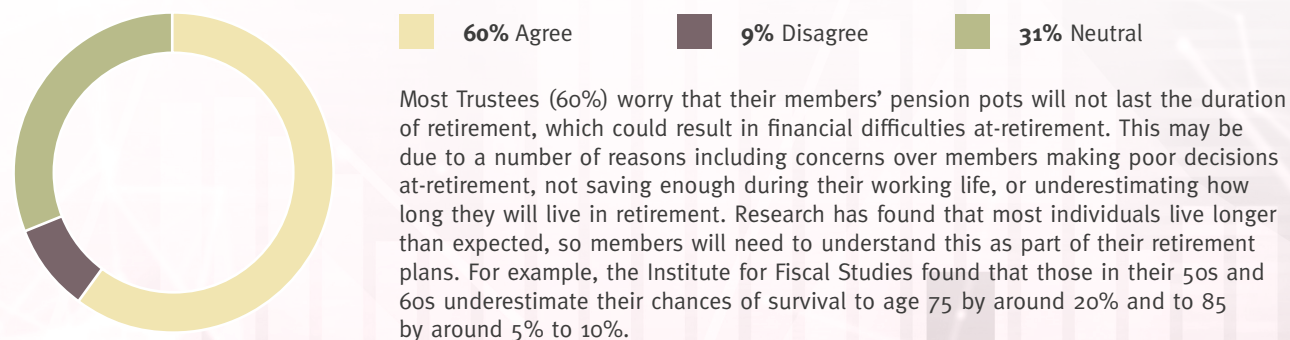 60% Agree 9% Disagree 31% Neutral
Most Trustees (60%) worry that their members’ pension pots will not last the duration
of retirement, which could result in financial difficulties at-retirement. This may be
due to a number of reasons including concerns over members making poor decisions
at-retirement, not saving enough during their working life, or underestimating how
long they will live in retirement. Research has found that most individuals live longer
than expected, so members will need to understand this as part of their retirement
plans. For example, the Institute for Fiscal Studies found that those in their 50s and
60s underestimate their chances of survival to age 75 by around 20% and to 85
by around 5% to 10%.